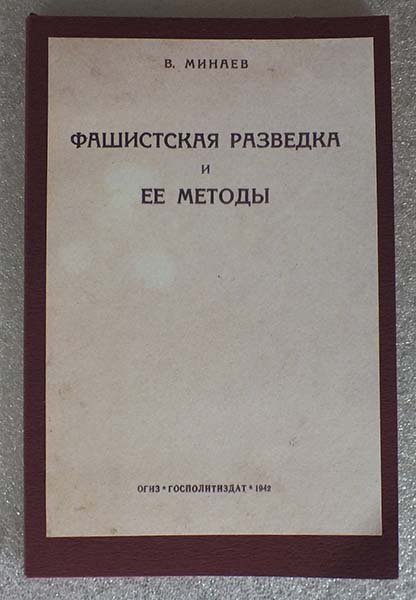 В. МИНАЕВ
ФАШИСТСКАЯ РАЗВЕДКА
И
ЕЕ МЕТОДЫ
ОГИЗ * ГОСПОЛИТИЗДАТ * 1942